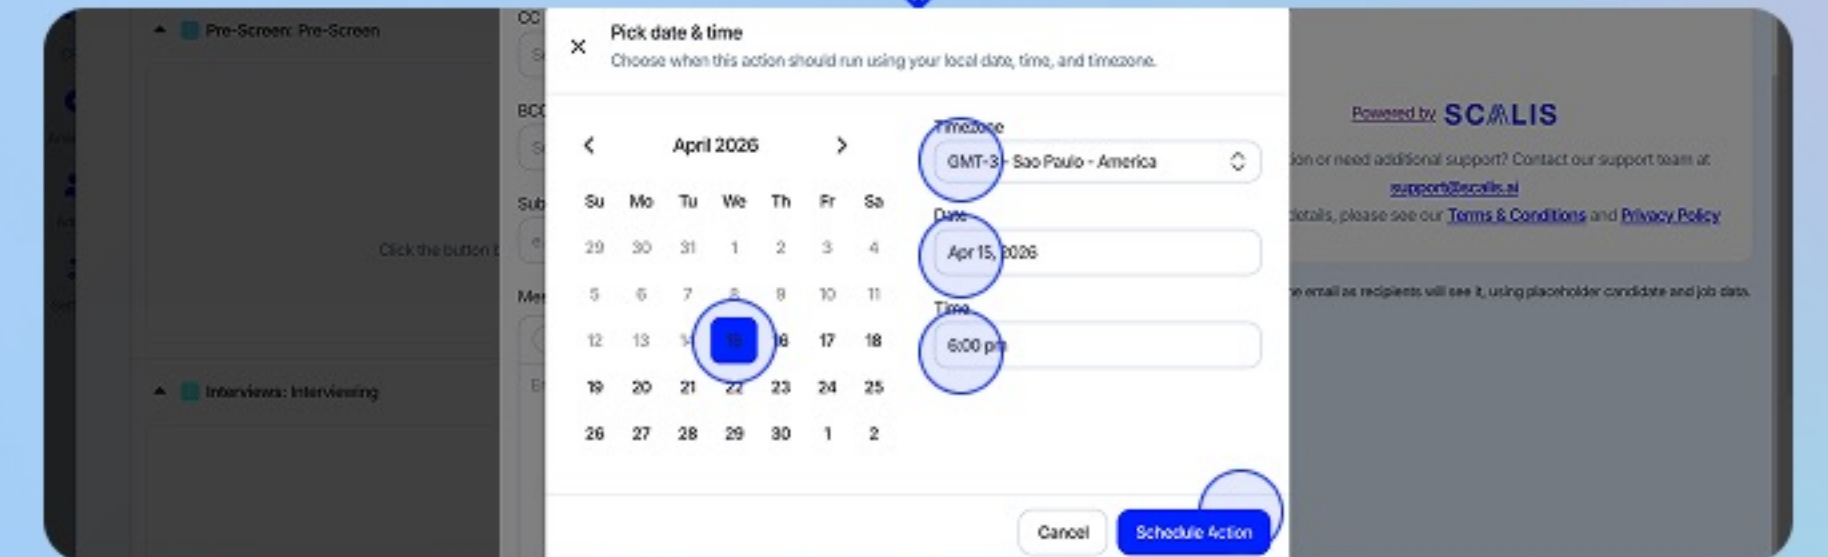 Pre-Screen: Pre-Screen
Click the button b
Interviews: Interviewing
CC
BCC
Sub
Mes
Pick date & time
Choose when this action should run using your local date, time, and timezone.
April 2026
Su Mo Tu We Th Fr Sa
29 30 31 1 2 3 4
5 6 7 8 9 10 11
12 13 14 15 16 17 18
19 20 21 22 23 24 25
26 27 28 29 30 1 2
Timezone
GMT-3 - Sao Paulo - America
Date
Apr 15, 2026
Time
6:00 pm
Cancel
Schedule Action
Powered by SCALIS
ion or need additional support? Contact our support team at
support@scalis.ai
details, please see our Terms & Conditions and Privacy Policy
e email as recipients will see it, using placeholder candidate and job data.